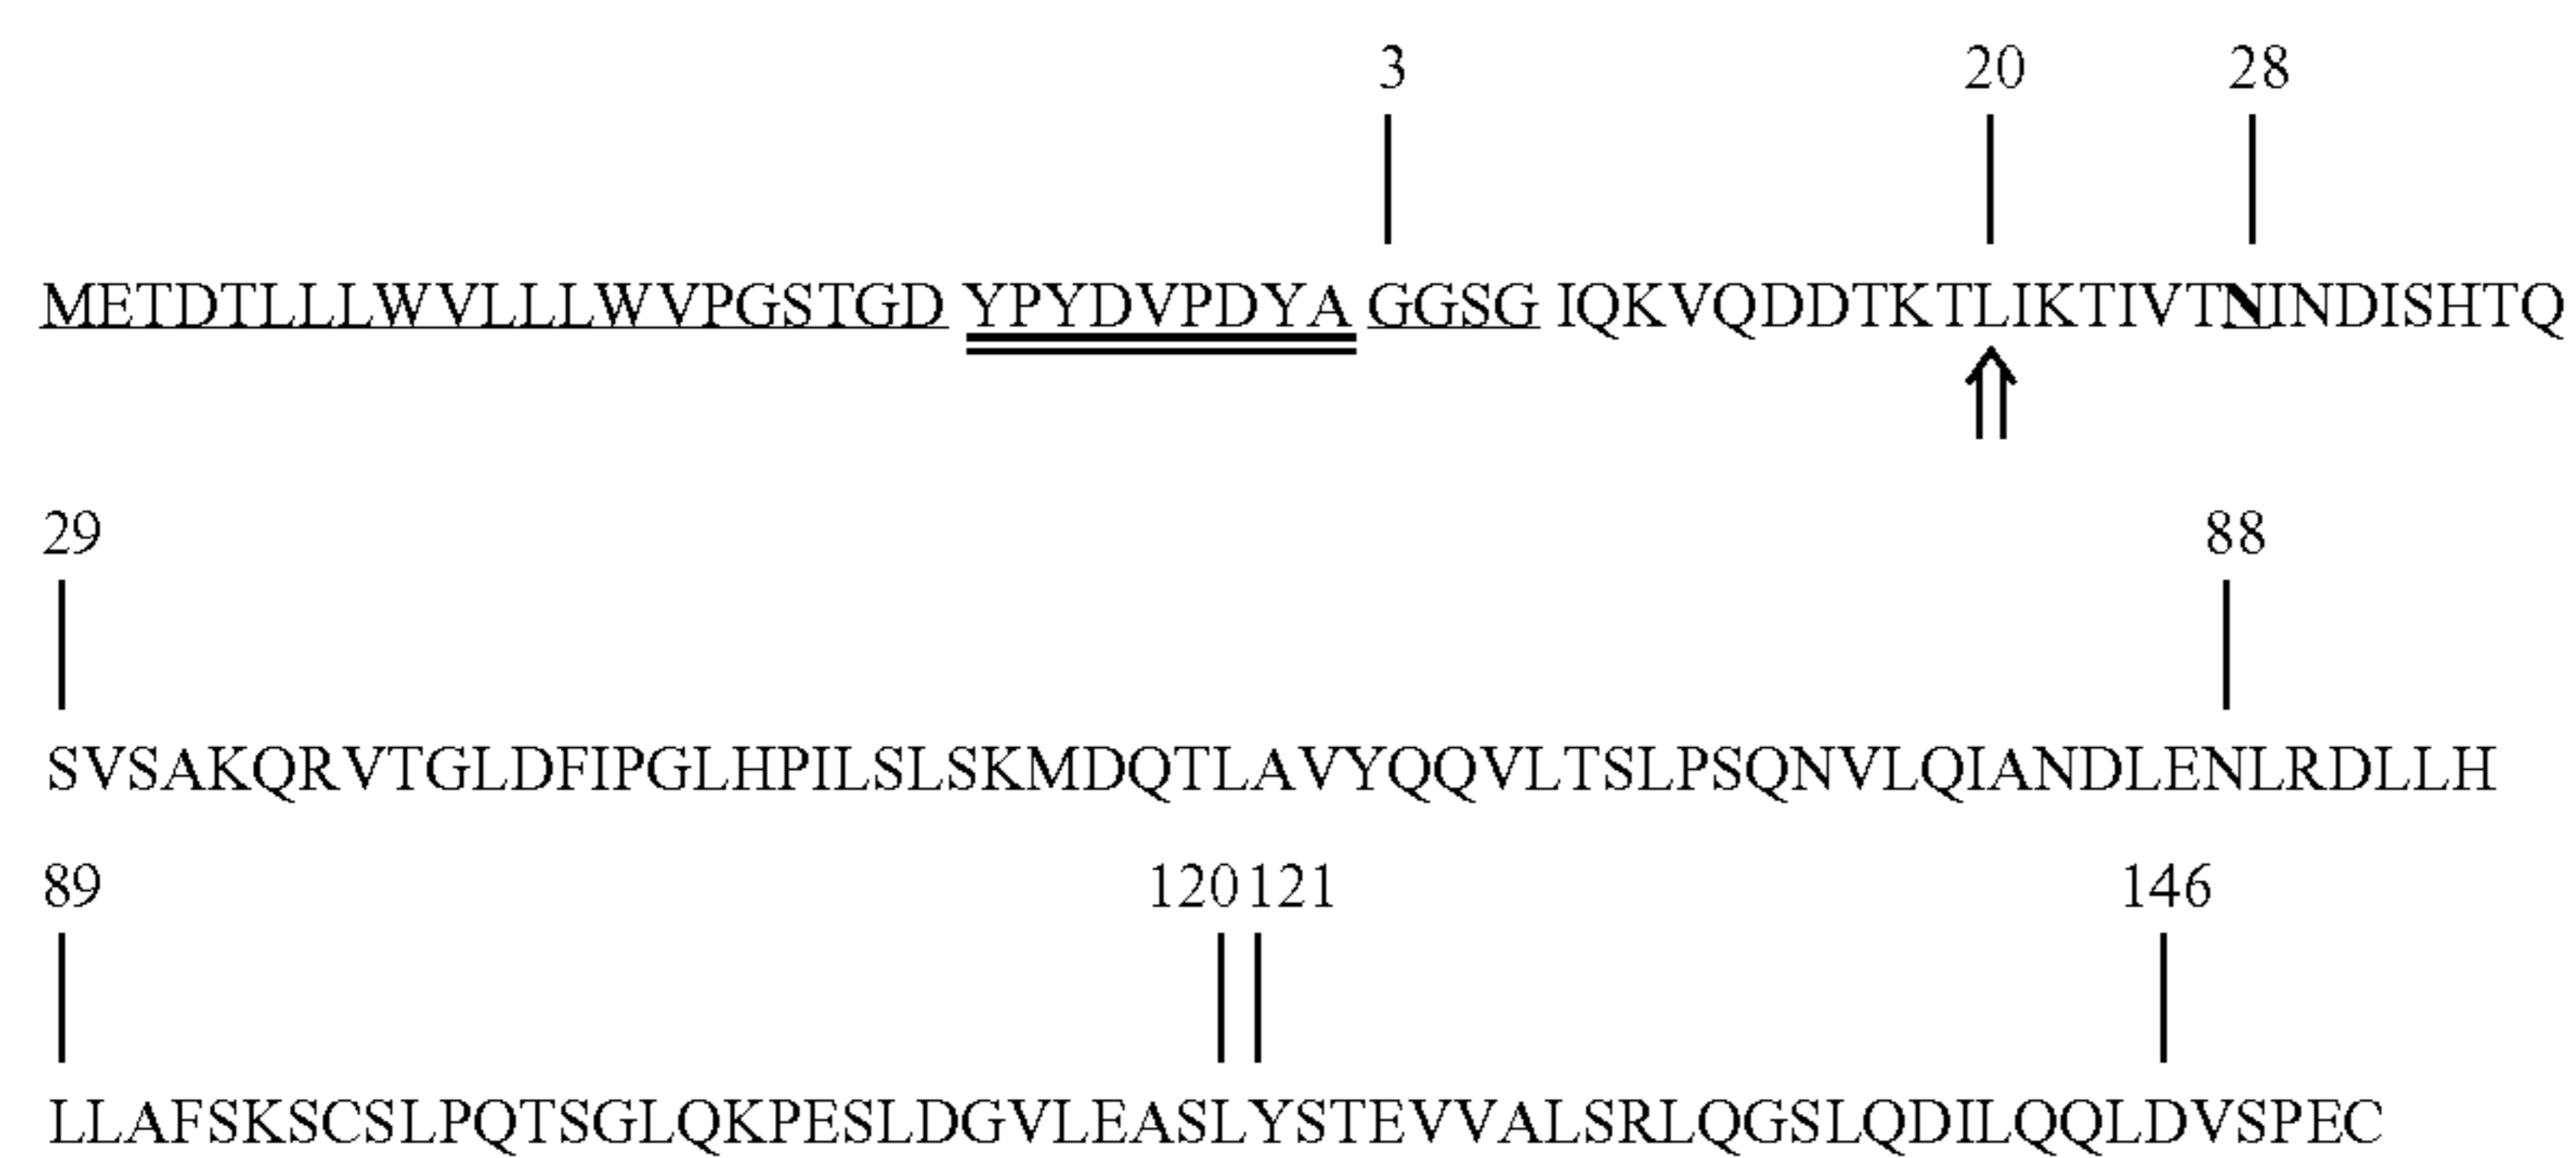 3 20 28
METDTLLLWVLLLWVPGSTGD YPYDVPDYA GGSG IQKVQDDTKTLIKTIVTNINDISHTQ
29 88
SVSAKQRVTGLDFIPGLHPILSLSKMDQTLAVYQQVLTSLPSQNVLQIANDLENLRDLLH
89 120 121 146
LLAFSKSCSLPQTSGLQKPESLDGVLEASLYSTEVVALSRLQGSLQDILQQLDVSPEC